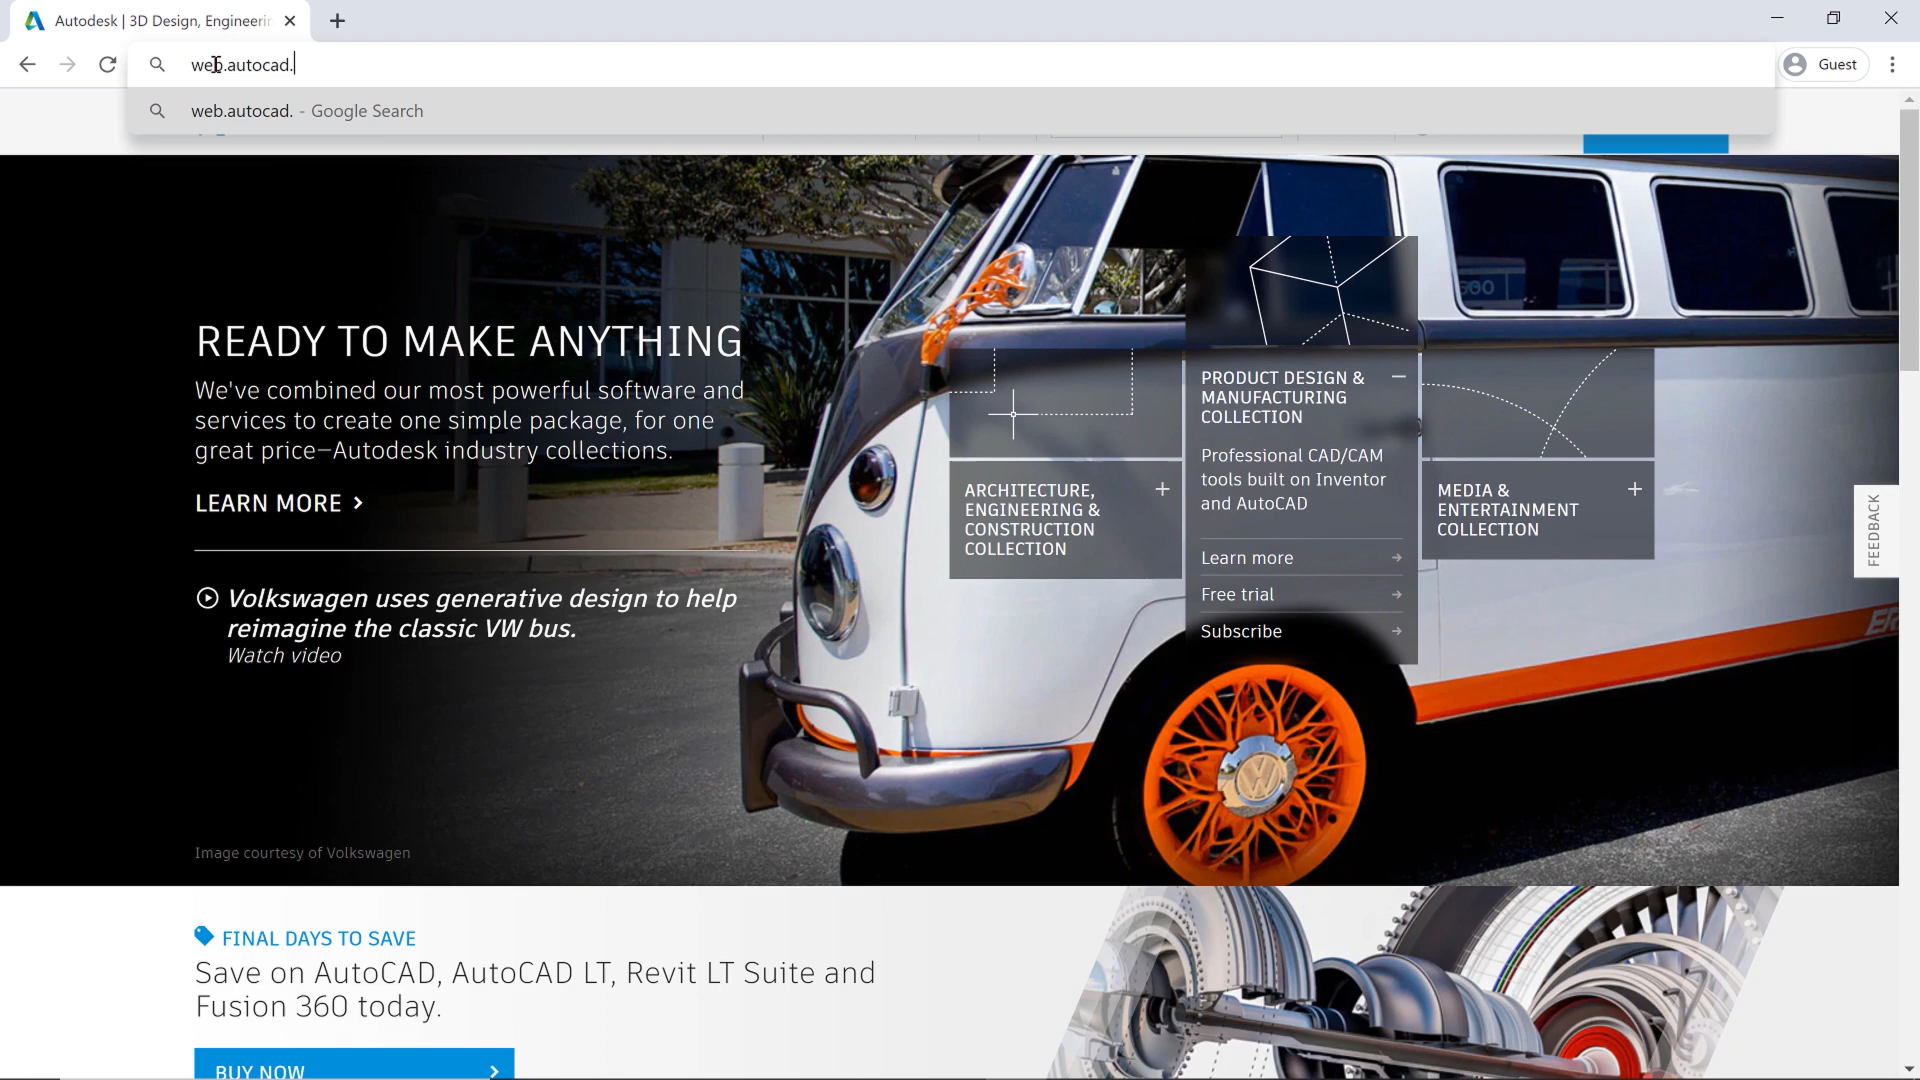 Autodesk | 3D Design, Engineerin
web.autocad.
Guest
web.autocad. - Google Search
READY TO MAKE ANYTHING
We've combined our most powerful software and
services to create one simple package, for one
great price—Autodesk industry collections.
LEARN MORE
Volkswagen uses generative design to help
reimagine the classic VW bus.
Watch video
Image courtesy of Volkswagen
ARCHITECTURE,
ENGINEERING &
CONSTRUCTION
COLLECTION
PRODUCT DESIGN &
MANUFACTURING
COLLECTION
Professional CAD/CAM
tools built on Inventor
and AutoCAD
Learn more
Free trial
Subscribe
MEDIA &
ENTERTAINMENT
COLLECTION
FEEDBACK
FINAL DAYS TO SAVE
Save on AutoCAD, AutoCAD LT, Revit LT Suite and
Fusion 360 today.
BUY NOW